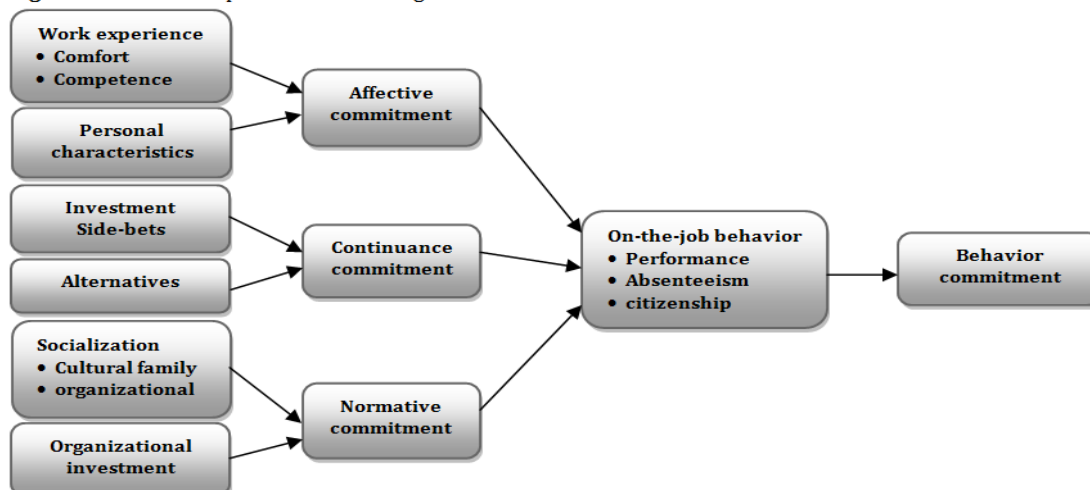 Work experience
• Comfort
• Competence
Personal
characteristics
Investment
Side-bets
Alternatives
Socialization
• Cultural family
• organizational
Organizational
investment
Affective
commitment
Continuance
commitment
Normative
commitment
On-the-job behavior
• Performance
• Absenteeism
• citizenship
Behavior
commitment